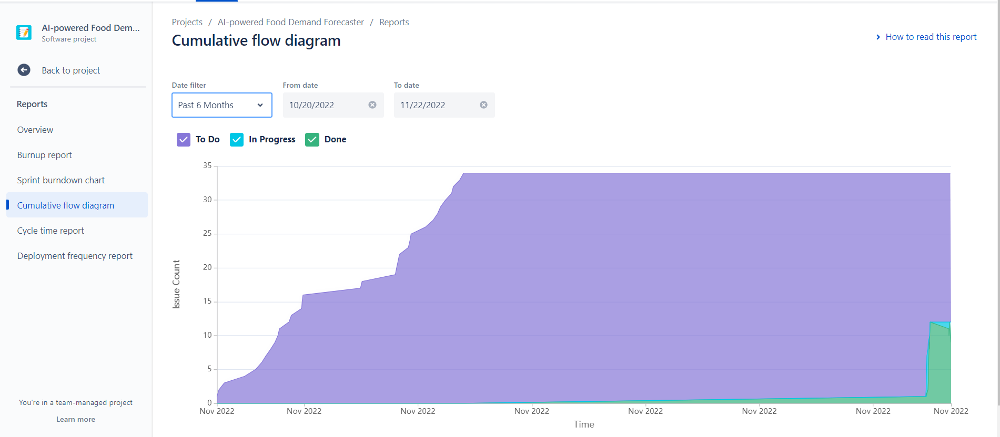 AI-powered Food Dem...
Software project
Back to project
Reports
Overview
Burnup report
Sprint burndown chart
Cumulative flow diagram
Cycle time report
Deployment frequency report
You're in a team-managed project
Learn more
Projects / AI-powered Food Demand Forecaster / Reports
Cumulative flow diagram
How to read this report
Date filter
From date
To date
Past 6 Months
10/20/2022
11/22/2022
To Do
In Progress
Done
35
30
25
20
15
10
5
0
Issue Count
Nov 2022
Nov 2022
Nov 2022
Nov 2022
Nov 2022
Nov 2022
Nov 2022
Nov 2022
Time